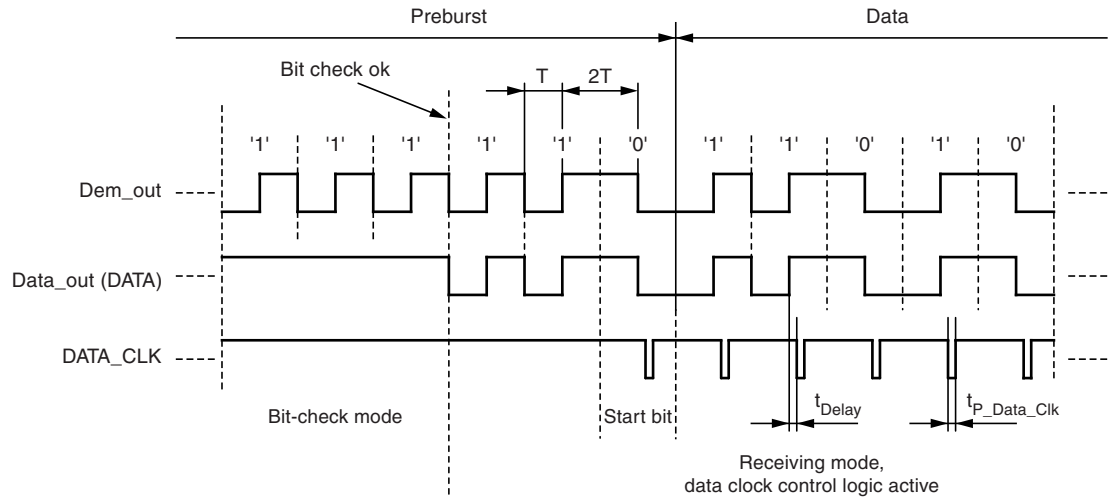 Preburst Data
Bit check ok
T 2T
'1' '1' '1' '1' '1' '0' '1' '1' '0' '1' '0'
Dem_out
Data_out (DATA)
DATA_CLK
Bit-check mode
Start bit
tDelay
tP_Data_Clk
Receiving mode,
data clock control logic active